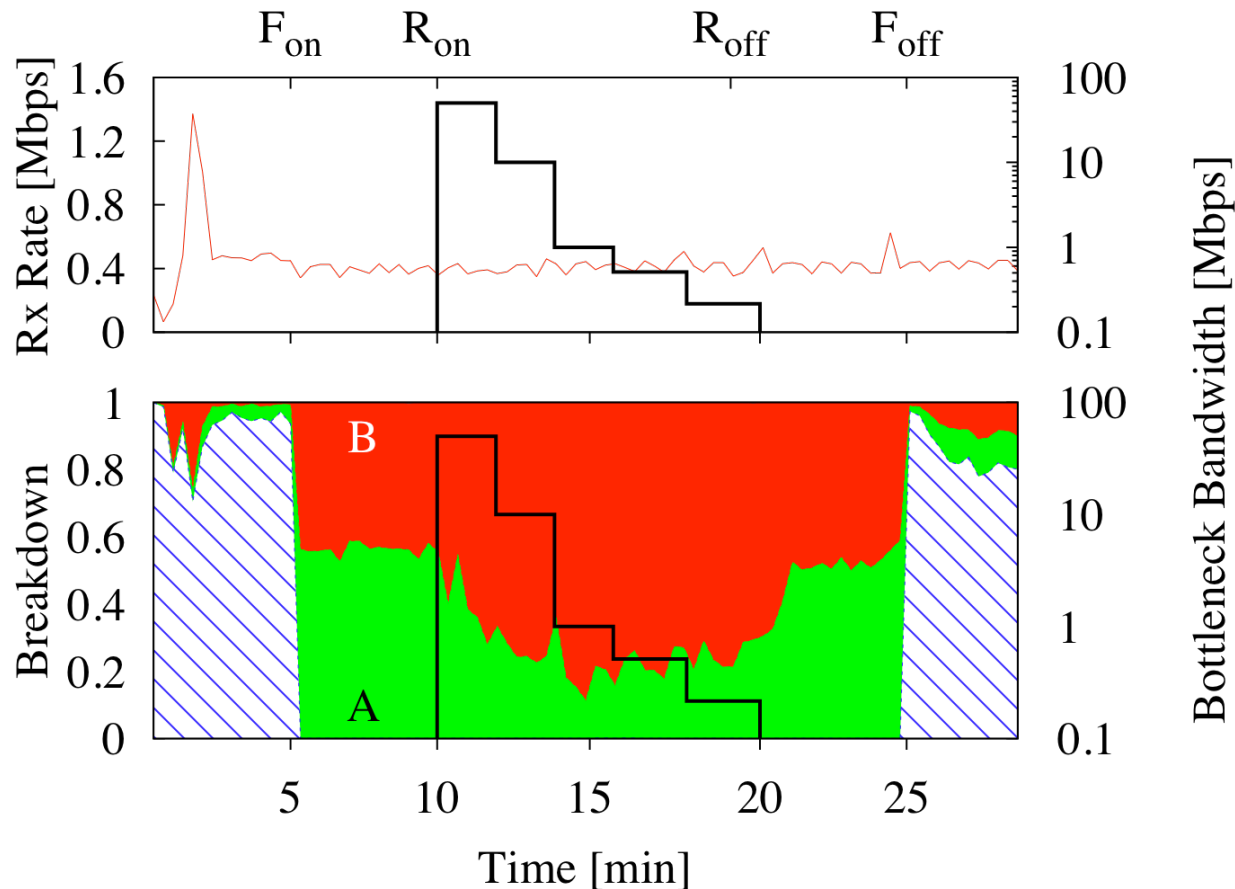 F_on R_on R_off F_off
Rx Rate [Mbps]
1.6
1.2
0.8
0.4
0
100
10
1
0.1
Bottleneck Bandwidth [Mbps]
Breakdown
1
0.8
0.6
0.4
0.2
0
B
A
100
10
1
0.1
5 10 15 20 25
Time [min]